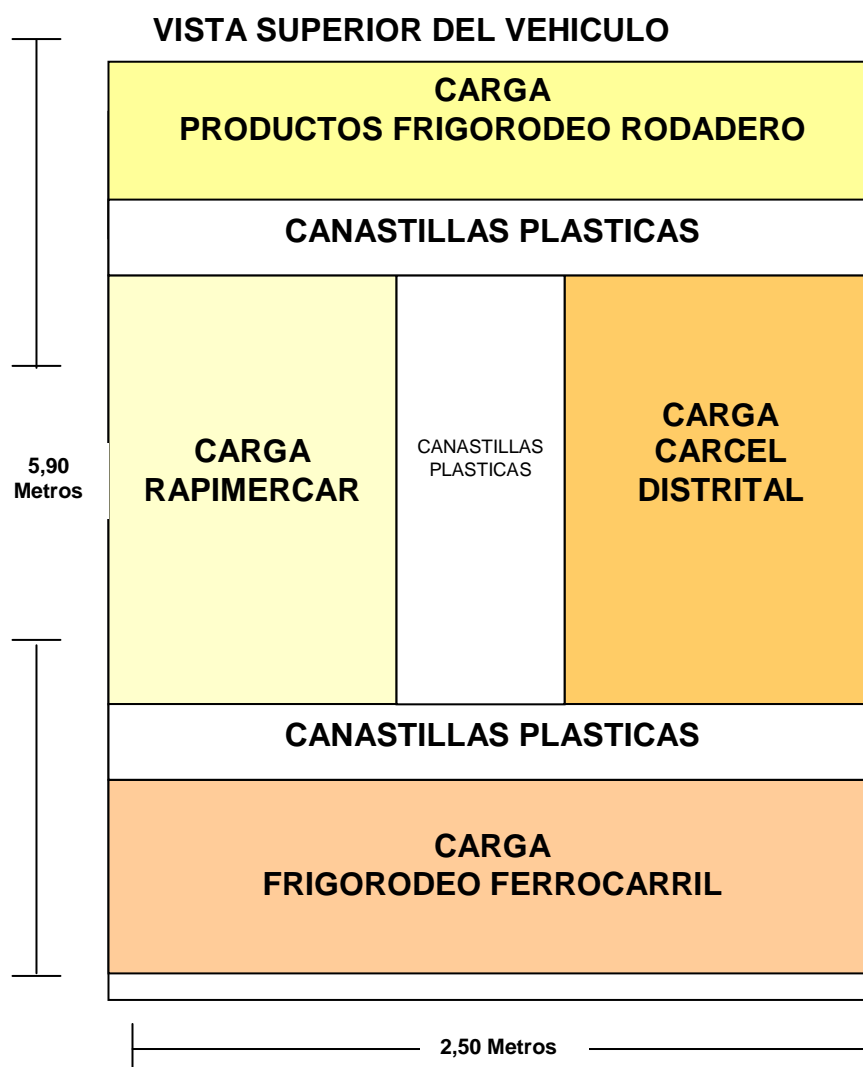 VISTA SUPERIOR DEL VEHICULO
CARGA
PRODUCTOS FRIGORODEO RODADERO
CANASTILLAS PLASTICAS
CARGA
RAPIMERCAR
CANASTILLAS
PLASTICAS
CARGA
CARCEL
DISTRITAL
5,90
Metros
CANASTILLAS PLASTICAS
CARGA
FRIGORODEO FERROCARRIL
2,50 Metros